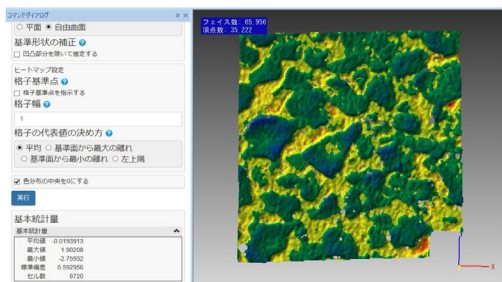 コマンドダイアログ
平面 自由曲面
基準形状の補正
凹凸部分を除いて推定する
ヒートマップ設定
格子基準点
格子基準点を指示する
格子幅
1
格子の代表値の決め方
平均 基準面から最大の離れ
基準面から最小の離れ 左上隅
色分布の中央を0にする
実行
基本統計量
基本統計量
平均値 -0.0193913
最大値 1.90208
最小値 -2.75932
標準偏差 0.592956
セル数 6720
フェイス数: 65,956
頂点数: 35,222
X